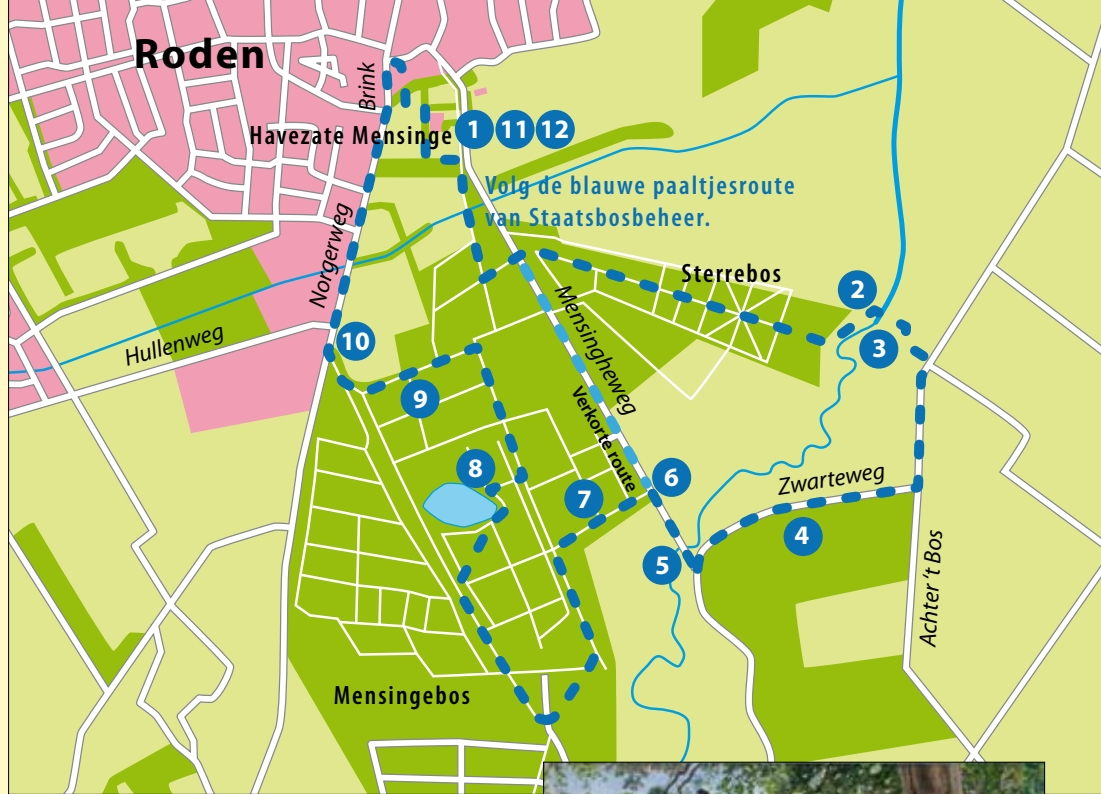 Roden
Brink
Havezate Mensinge
1 11 12
Volg de blauwe paaltjesroute
van Staatsbosbeheer.
Norgerweg
Sterrebos
2
Mensingheweg
Hullenweg
10
3
9
Verkorte route
8
6
Zwarteweg
7
4
5
Achter 't Bos
Mensingebos